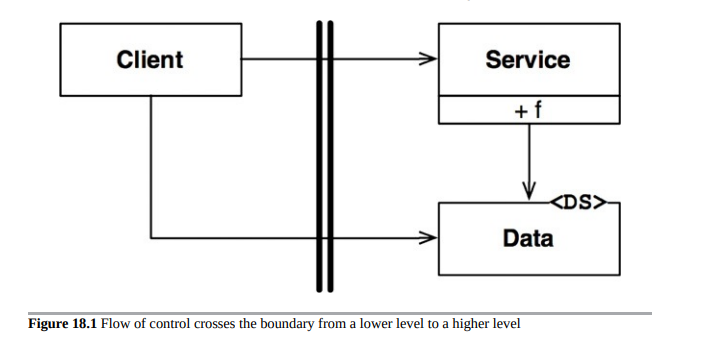 Client
Service
+ f
<DS>
Data
Figure 18.1 Flow of control crosses the boundary from a lower level to a higher level